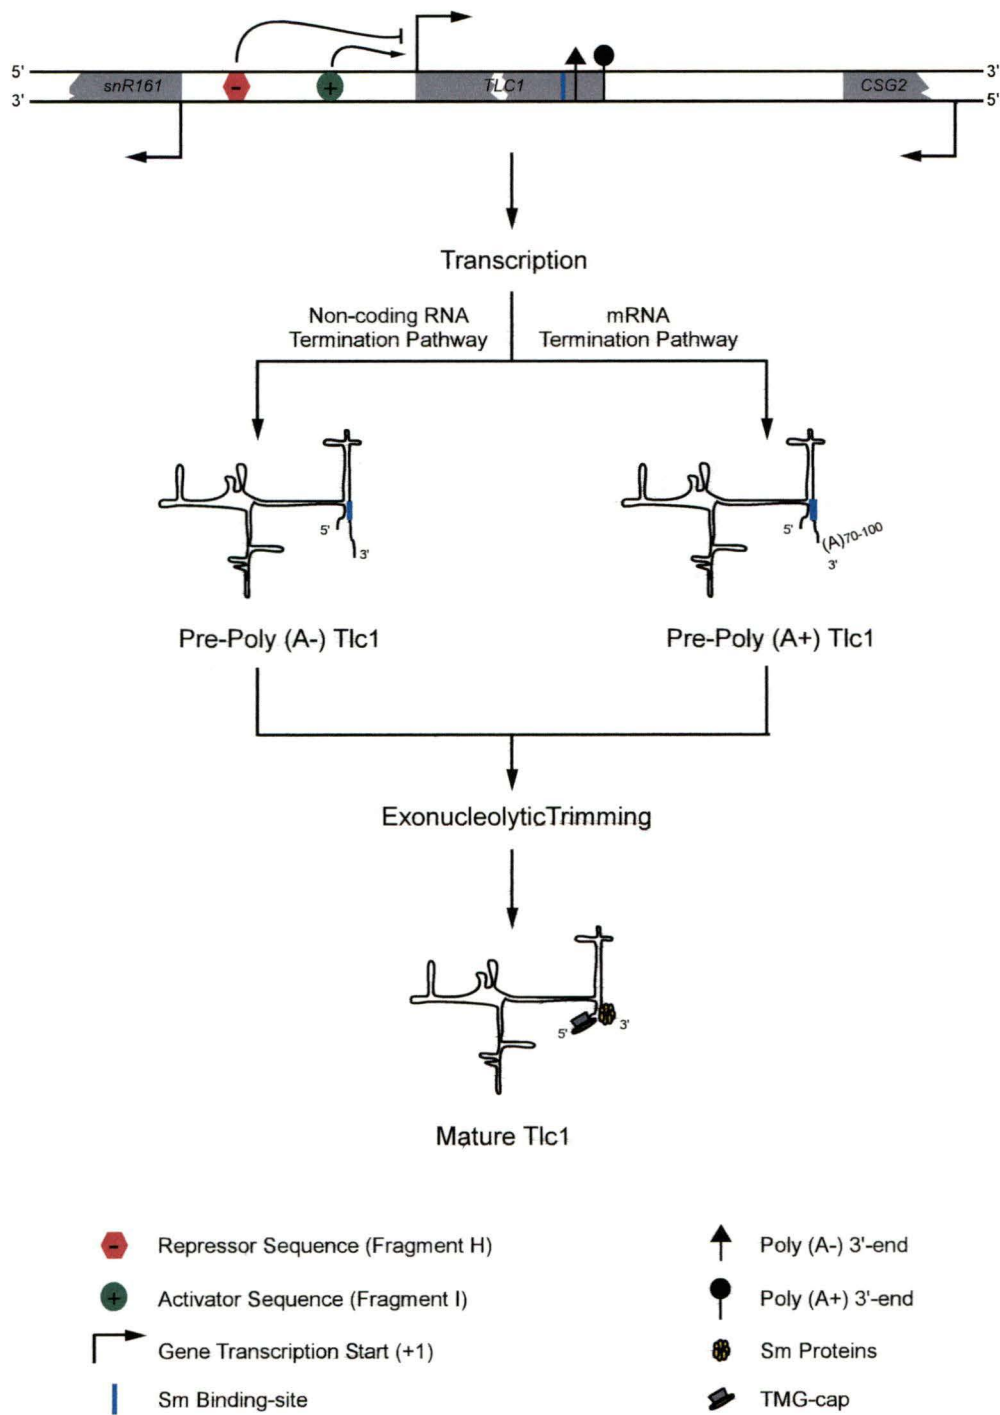 5' 3'
snR161 - + TLC1 CSG2
3' 5'
Transcription
Non-coding RNA
Termination Pathway
mRNA
Termination Pathway
5'
3'
5'
(A)70-100
3'
Pre-Poly (A-) Tlc1
Pre-Poly (A+) Tlc1
ExonucleolyticTrimming
5' 3'
Mature Tlc1
- Repressor Sequence (Fragment H)
+ Activator Sequence (Fragment I)
Gene Transcription Start (+1)
Sm Binding-site
Poly (A-) 3'-end
Poly (A+) 3'-end
Sm Proteins
TMG-cap